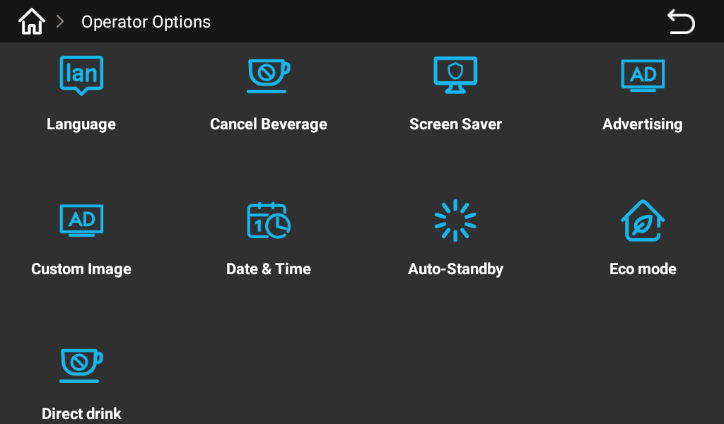 Operator Options
lan
AD
Language
Cancel Beverage
Screen Saver
Advertising
AD
1
Custom Image
Date & Time
Auto-Standby
Eco mode
Direct drink